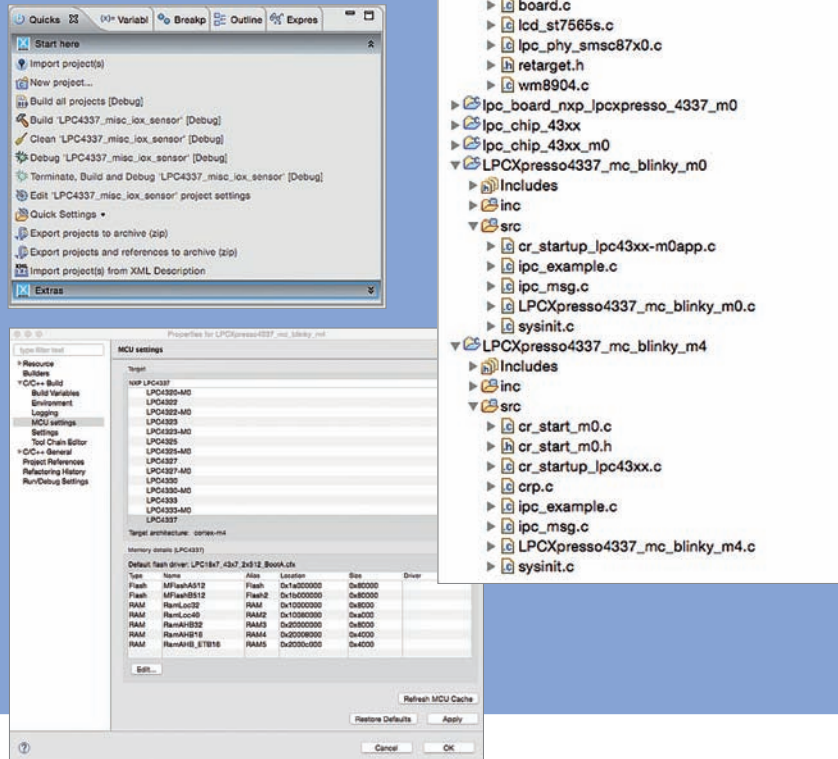 Quicks
(x)= Variabl
Breakp
Outline
Expres
Start here
Import project(s)
New project...
Build all projects [Debug]
Build 'LPC4337_misc_iox_sensor' [Debug]
Clean 'LPC4337_misc_iox_sensor' [Debug]
Debug 'LPC4337_misc_iox_sensor' [Debug]
Terminate, Build and Debug 'LPC4337_misc_iox_sensor' [Debug]
Edit 'LPC4337_misc_iox_sensor' project settings
Quick Settings
Export projects to archive (zip)
Export projects and references to archive (zip)
Import project(s) from XML Description
Extras
board.c
lcd_st7565s.c
lpc_phy_smsc87x0.c
retarget.h
wm8904.c
lpc_board_nxp_lpcxpresso_4337_m0
lpc_chip_43xx
lpc_chip_43xx_m0
LPCXpresso4337_mc_blinky_m0
Includes
inc
src
cr_startup_lpc43xx-m0app.c
ipc_example.c
ipc_msg.c
LPCXpresso4337_mc_blinky_m0.c
sysinit.c
LPCXpresso4337_mc_blinky_m4
Includes
inc
src
cr_start_m0.c
cr_start_m0.h
cr_startup_lpc43xx.c
crp.c
ipc_example.c
ipc_msg.c
LPCXpresso4337_mc_blinky_m4.c
sysinit.c
Properties for LPCXpresso4337_mc_blinky_m4
type filter text
Resource
Builders
C/C++ Build
Build Variables
Environment
Logging
MCU settings
Settings
Tool Chain Editor
C/C++ General
Project References
Refactoring History
Run/Debug Settings
MCU settings
Target
NXP LPC4337
LPC4320-M0
LPC4322
LPC4322-M0
LPC4323
LPC4323-M0
LPC4325
LPC4325-M0
LPC4327
LPC4327-M0
LPC4330
LPC4330-M0
LPC4333
LPC4333-M0
LPC4337
Target architecture: cortex-m4
Memory details (LPC4337)
Default flash driver: LPC18x7_43x7_2x512_BootA.cfx
Type Name Alias Location Size Driver
Flash MFlashA512 Flash 0x1a000000 0x80000
Flash MFlashB512 Flash2 0x1b000000 0x80000
RAM RamLoc32 RAM 0x10000000 0x8000
RAM RamLoc40 RAM2 0x10080000 0xa000
RAM RamAHB32 RAM3 0x20000000 0x8000
RAM RamAHB16 RAM4 0x20008000 0x4000
RAM RamAHB_ETB16 RAM5 0x2000c000 0x4000
Edit...
Refresh MCU Cache
Restore Defaults
Apply
?
Cancel
OK